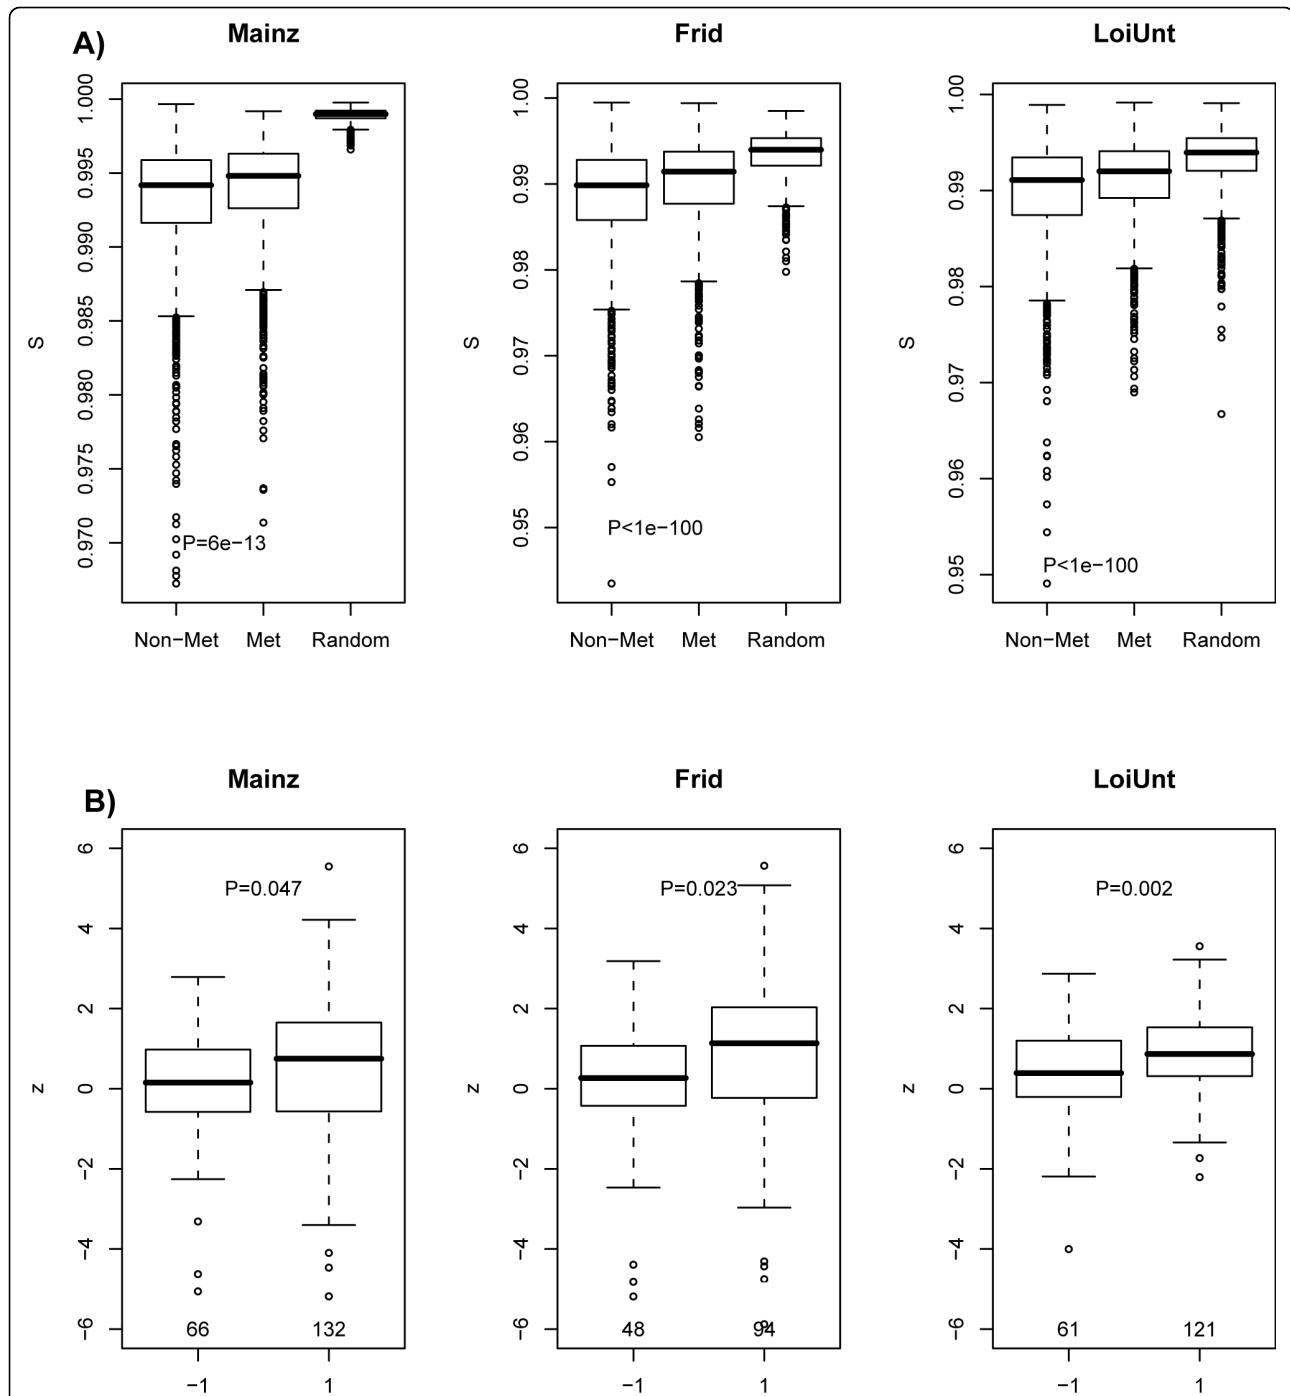 A)
Mainz
Frid
LoiUnt
S
1.000
0.995
0.990
0.985
0.980
0.975
0.970
P=6e−13
Non−Met Met Random
S
1.00
0.99
0.98
0.97
0.96
0.95
P<1e−100
Non−Met Met Random
S
1.00
0.99
0.98
0.97
0.96
0.95
P<1e−100
Non−Met Met Random
B)
Mainz
Frid
LoiUnt
z
6
4
2
0
−2
−4
−6
P=0.047
66 132
−1 1
z
6
4
2
0
−2
−4
−6
P=0.023
48 94
−1 1
z
6
4
2
0
−2
−4
−6
P=0.002
61 121
−1 1